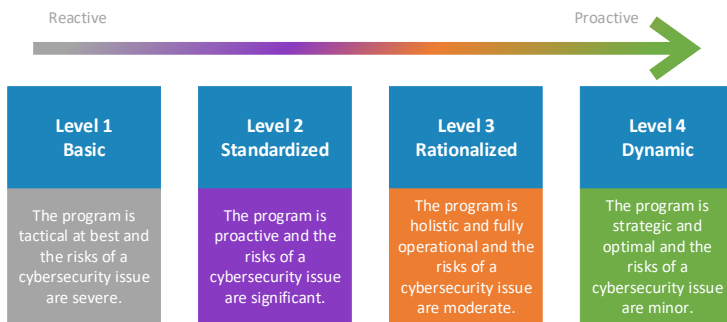 Reactive
Proactive
Level 1
Basic
Level 2
Standardized
Level 3
Rationalized
Level 4
Dynamic
The program is
tactical at best and
the risks of a
cybersecurity issue
are severe.
The program is
proactive and the
risks of a
cybersecurity issue
are significant.
The program is
holistic and fully
operational and the
risks of a
cybersecurity issue
are moderate.
The program is
strategic and
optimal and the
risks of a
cybersecurity issue
are minor.